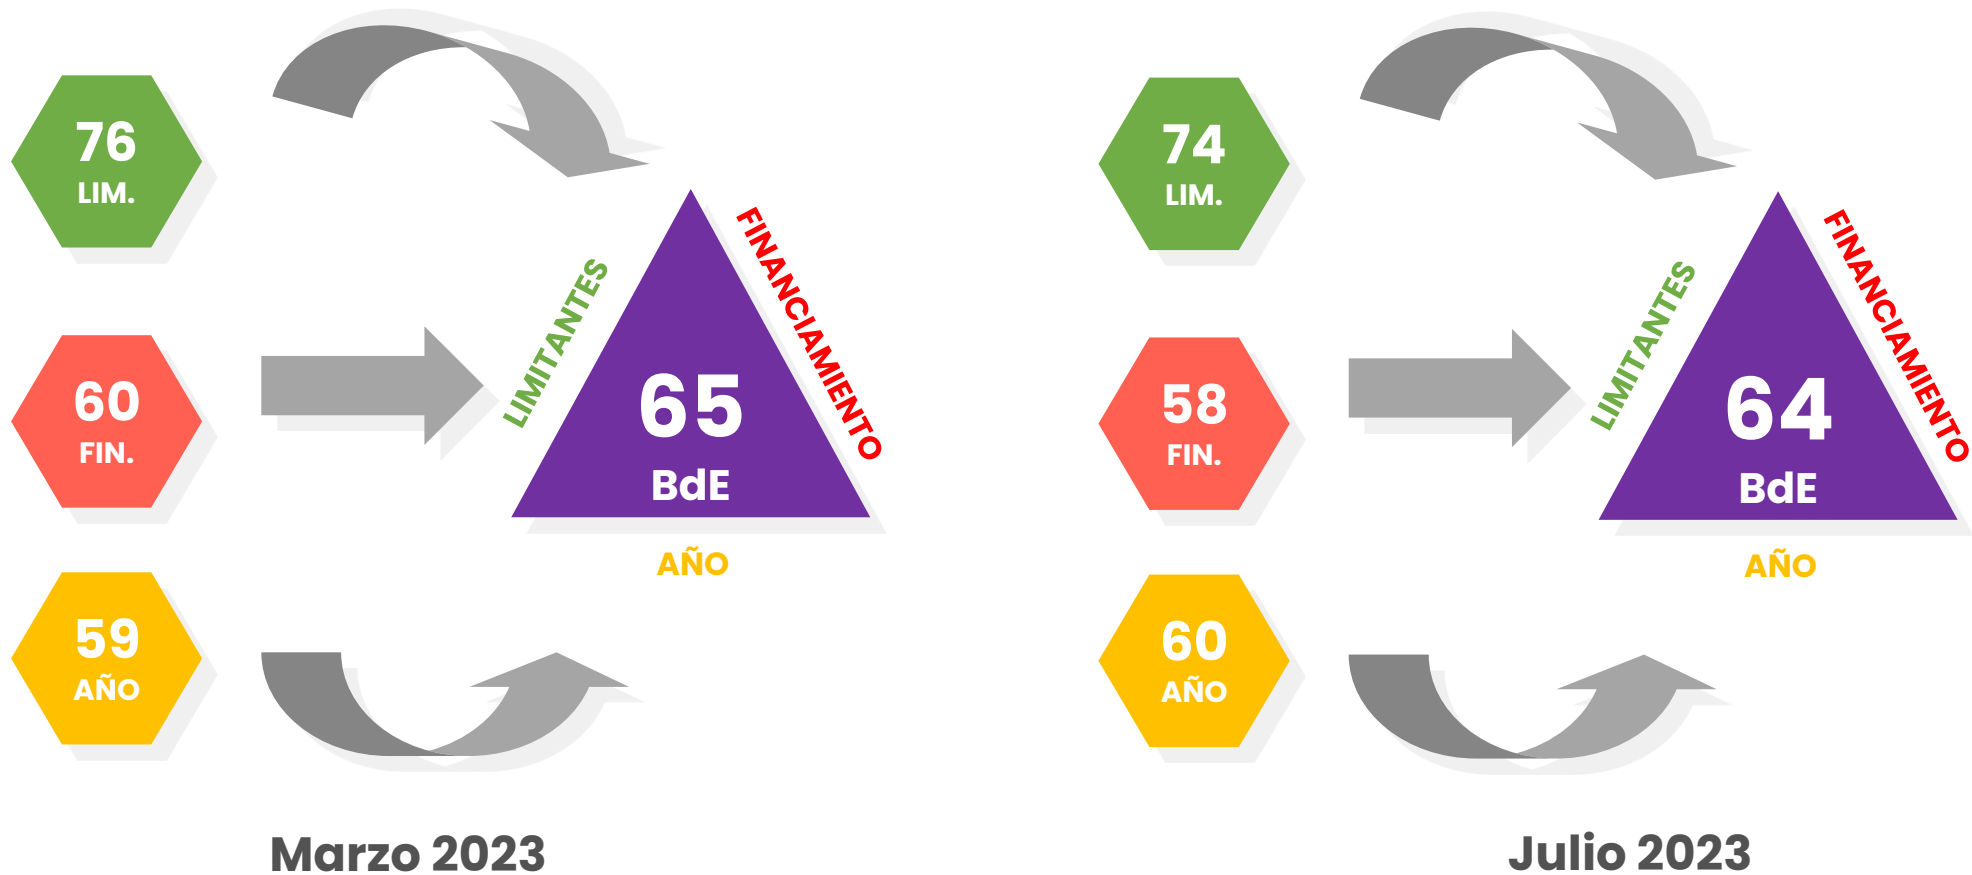 76
LIM.
60
FIN.
59
AÑO
LIMITANTES
FINANCIAMIENTO
65
BdE
AÑO
Marzo 2023
74
LIM.
58
FIN.
60
AÑO
LIMITANTES
FINANCIAMIENTO
64
BdE
AÑO
Julio 2023